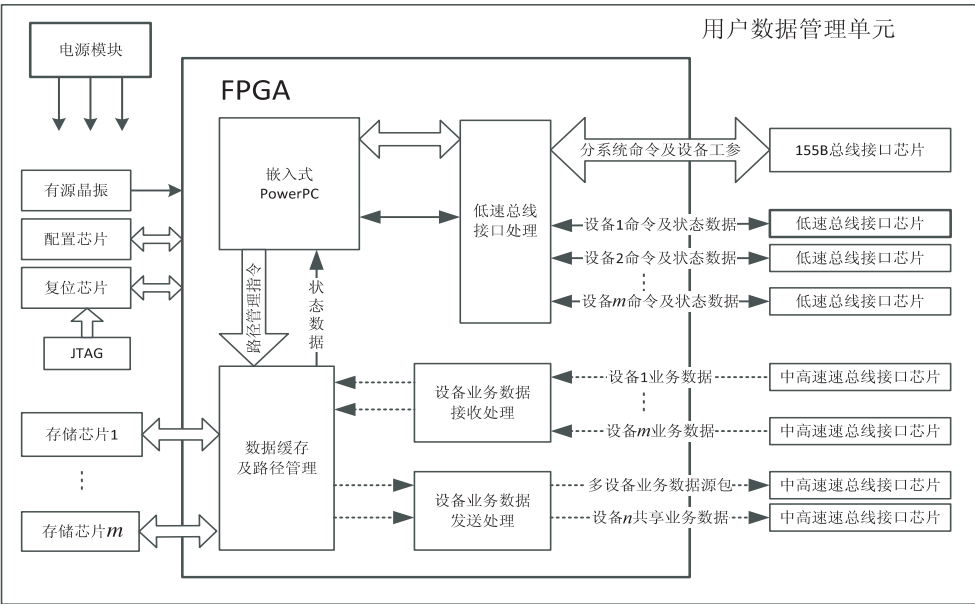 用户数据管理单元
电源模块
FPGA
嵌入式
PowerPC
分系统命令及设备工参
155B总线接口芯片
有源晶振
低速总线
接口处理
配置芯片
设备1命令及状态数据
低速总线接口芯片
设备2命令及状态数据
低速总线接口芯片
复位芯片
路径管理指令
状态数据
设备m命令及状态数据
低速总线接口芯片
JTAG
设备1业务数据
中高速速总线接口芯片
设备业务数据
接收处理
存储芯片1
设备m业务数据
中高速速总线接口芯片
数据缓存
及路径管理
多设备业务数据源包
中高速速总线接口芯片
设备业务数据
发送处理
设备n共享业务数据
中高速速总线接口芯片
存储芯片m